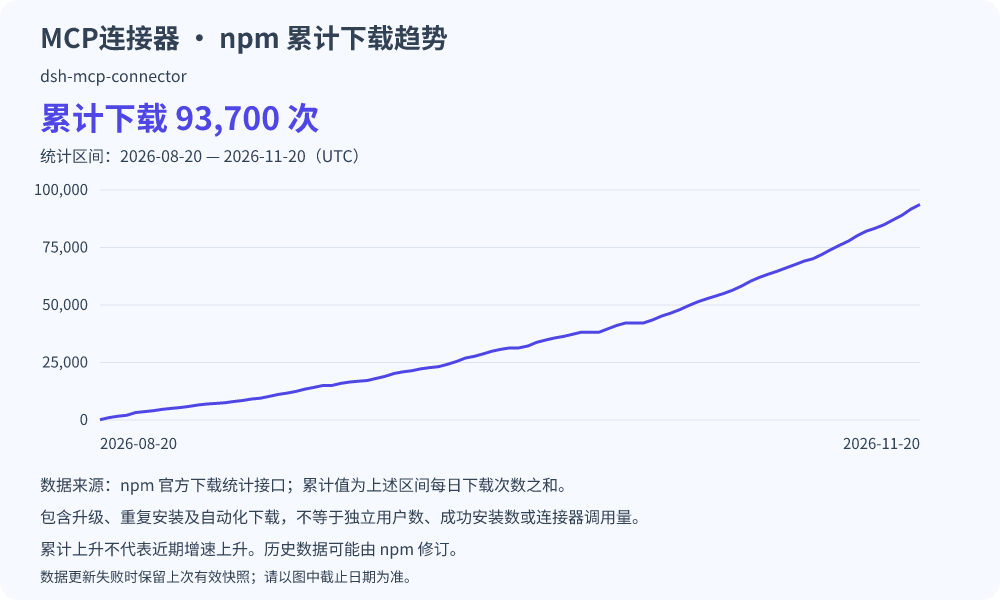 MCP连接器 · npm 累计下载趋势
dsh-mcp-connector
累计下载 93,700 次
统计区间：2026-08-20 — 2026-11-20（UTC）
100,000
75,000
50,000
25,000
0
2026-08-20
2026-11-20
数据来源：npm 官方下载统计接口；累计值为上述区间每日下载次数之和。
包含升级、重复安装及自动化下载，不等于独立用户数、成功安装数或连接器调用量。
累计上升不代表近期增速上升。历史数据可能由 npm 修订。
数据更新失败时保留上次有效快照；请以图中截止日期为准。